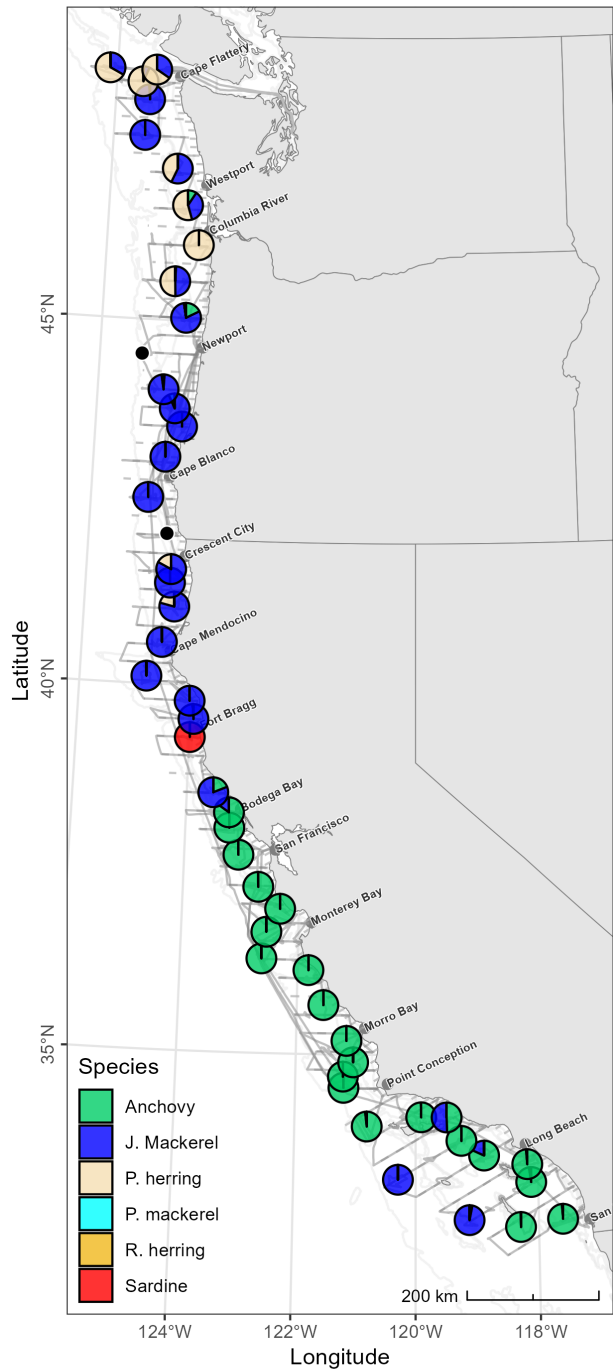 Cape Flattery
Westport
Columbia River
45°N
Newport
Cape Blanco
Crescent City
Cape Mendocino
Latitude
40°N
Fort Bragg
Bodega Bay
San Francisco
Monterey Bay
Morro Bay
35°N
Point Conception
Species
Anchovy
J. Mackerel
P. herring
P. mackerel
R. herring
Sardine
Long Beach
San
200 km
124°W
122°W
120°W
118°W
Longitude